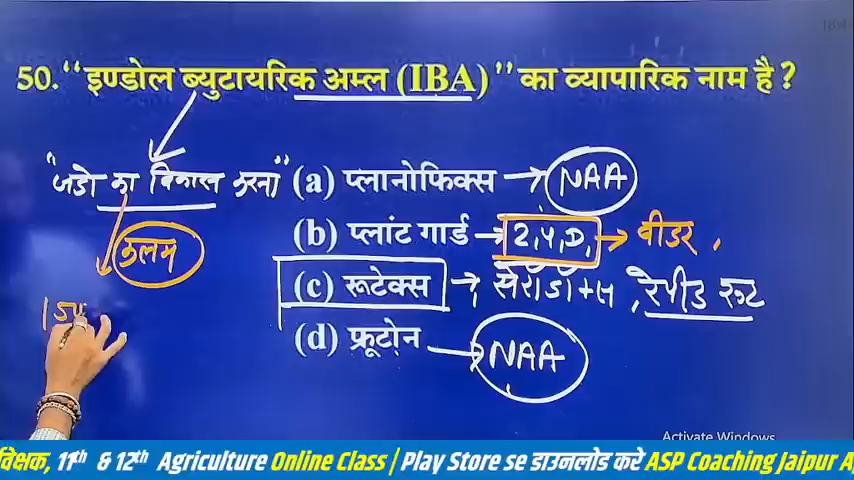 50. “इण्डोल ब्युटायरिक अम्ल (IBA)” का व्यापारिक नाम है ?
"जडो का विकास करना"
कलम
(a) प्लानोफिक्स → NAA
(b) प्लांट गार्ड → 2,4,D, → वीडर ,
(c) रूटेक्स → सेरॉडॉ+स , रेपीड रूट
(d) फ्रूटोन → NAA
Activate Windows
विक्षक, 11th & 12th Agriculture Online Class | Play Store se डाउनलोड करे ASP Coaching Jaipur A